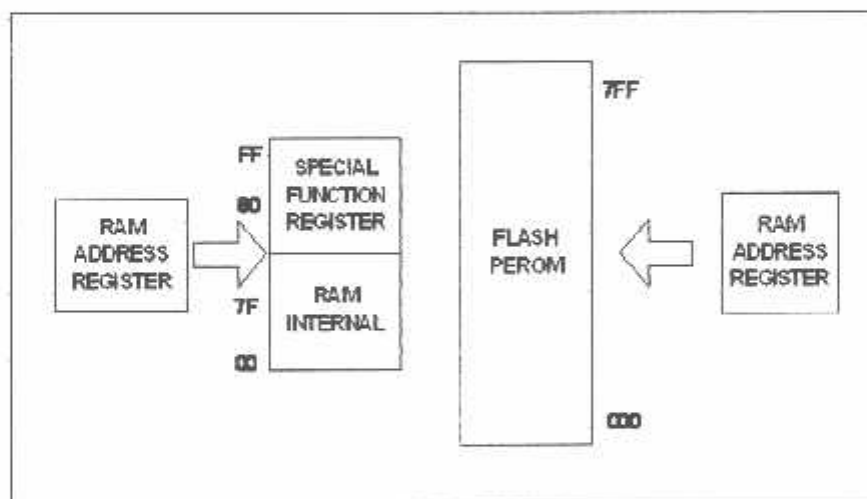 FF
SPECIAL
FUNCTION
REGISTER
80
RAM
ADDRESS
REGISTER
7F
RAM
INTERNAL
00
7FF
FLASH
PEROM
000
RAM
ADDRESS
REGISTER